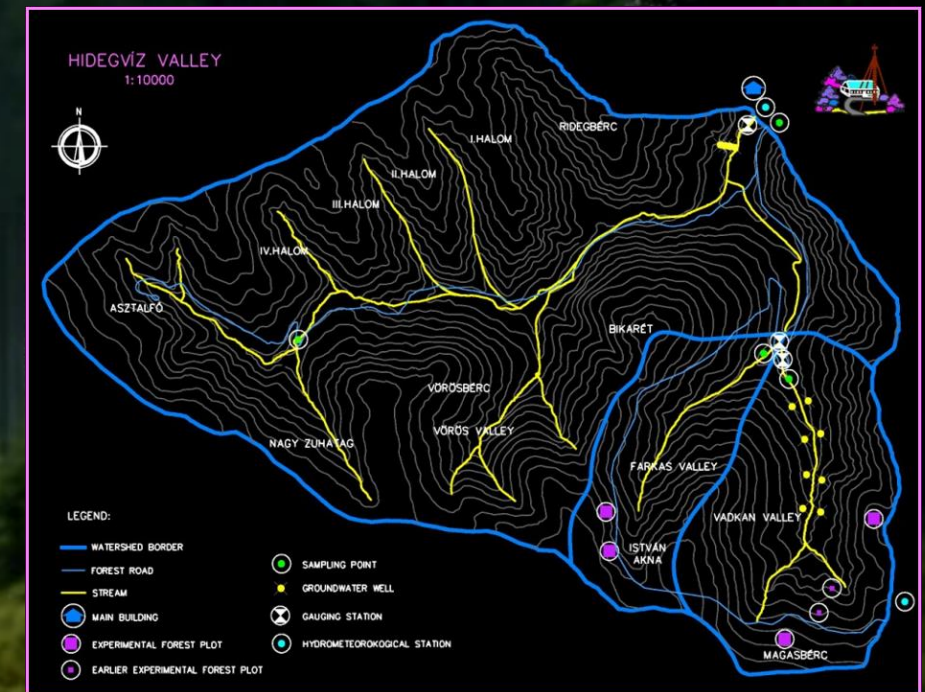 HIDEGVÍZ VALLEY
1:10000
N
I.HALOM
RIDEGBÉRC
II.HALOM
III.HALOM
IV.HALOM
ASZTALFŐ
BIKARÉT
VÖRÖSBÉRC
VÖRÖS VALLEY
NAGY ZUHATAG
FARKAS VALLEY
VADKAN VALLEY
ISTVÁN
AKNA
MAGASBÉRC
LEGEND:
WATERSHED BORDER
FOREST ROAD
STREAM
MAIN BUILDING
EXPERIMENTAL FOREST PLOT
EARLIER EXPERIMENTAL FOREST PLOT
SAMPLING POINT
GROUNDWATER WELL
GAUGING STATION
HYDROMETEOROKOGICAL STATION